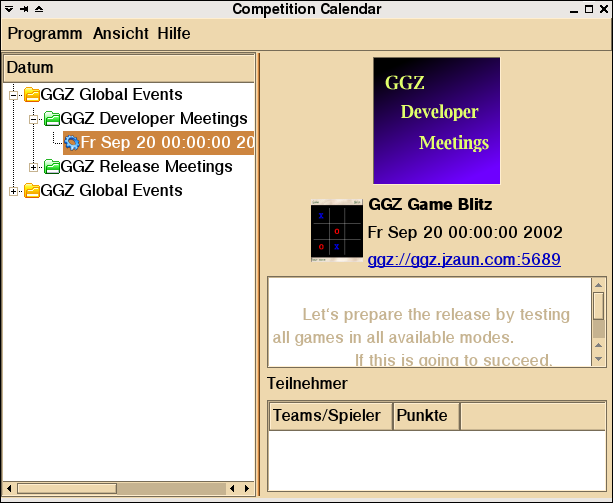 Competition Calendar
Programm Ansicht Hilfe
Datum
GGZ Global Events
GGZ Developer Meetings
Fr Sep 20 00:00:00 20
GGZ Release Meetings
GGZ Global Events
GGZ
Developer
Meetings
GGZ Game Blitz
Fr Sep 20 00:00:00 2002
ggz://ggz.jzaun.com:5689
Let's prepare the release by testing
all games in all available modes.
If this is going to succeed,
Teilnehmer
Teams/Spieler Punkte